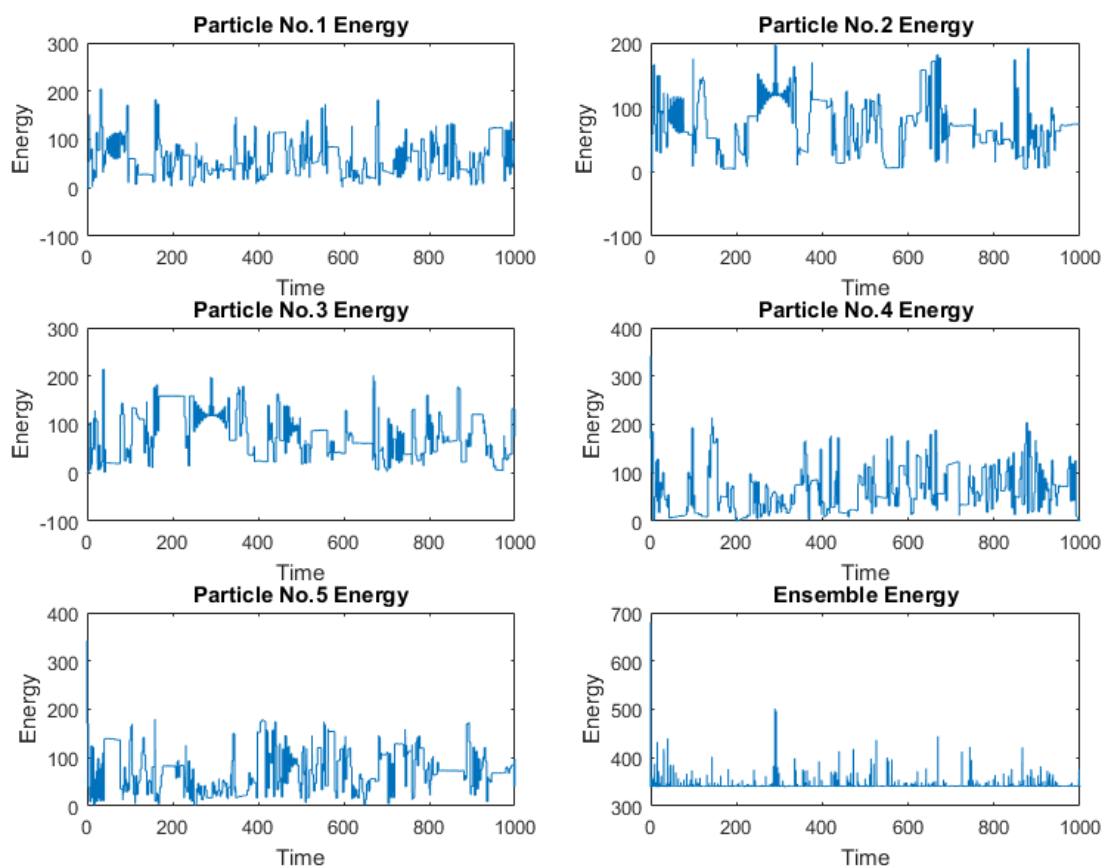 Particle No.1 Energy
300
200
100
0
-100
Energy
0 200 400 600 800 1000
Time
Particle No.2 Energy
200
100
0
-100
Energy
0 200 400 600 800 1000
Time
Particle No.3 Energy
300
200
100
0
-100
Energy
0 200 400 600 800 1000
Time
Particle No.4 Energy
400
300
200
100
0
Energy
0 200 400 600 800 1000
Time
Particle No.5 Energy
400
300
200
100
0
Energy
0 200 400 600 800 1000
Time
Ensemble Energy
700
600
500
400
300
Energy
0 200 400 600 800 1000
Time